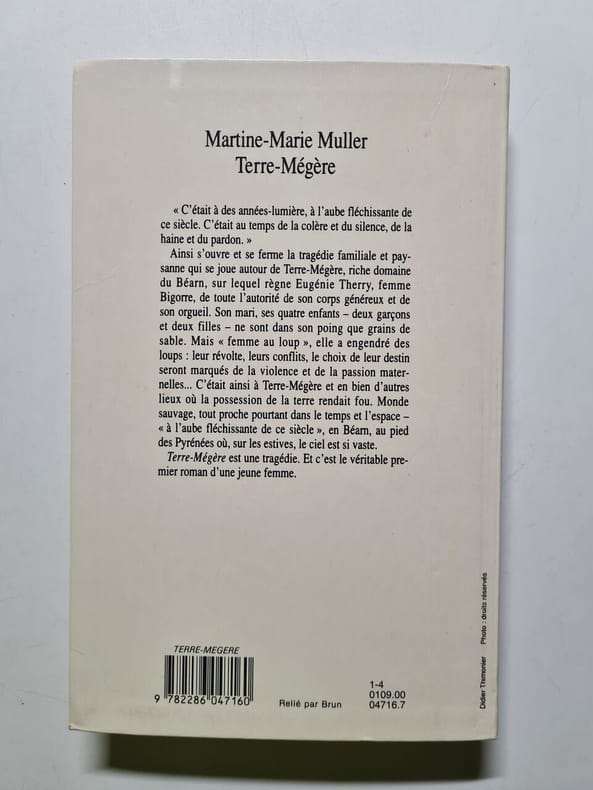 Martine-Marie Muller
Terre-Mégère
« C'était à des années-lumière, à l'aube fléchissante de
ce siècle. C'était au temps de la colère et du silence, de la
haine et du pardon. »
Ainsi s'ouvre et se ferme la tragédie familiale et pay-
sanne qui se joue autour de Terre-Mégère, riche domaine
du Béarn, sur lequel règne Eugénie Therry, femme
Bigorre, de toute l'autorité de son corps généreux et de
son orgueil. Son mari, ses quatre enfants – deux garçons
et deux filles – ne sont dans son poing que grains de
sable. Mais « femme au loup », elle a engendré des
loups : leur révolte, leurs conflits, le choix de leur destin
seront marqués de la violence et de la passion mater-
nelles... C'était ainsi à Terre-Mégère et en bien d'autres
lieux où la possession de la terre rendait fou. Monde
sauvage, tout proche pourtant dans le temps et l'espace –
« à l'aube fléchissante de ce siècle », en Béarn, au pied
des Pyrénées où, sur les estives, le ciel est si vaste.
Terre-Mégère est une tragédie. Et c'est le véritable pre-
mier roman d'une jeune femme.
TERRE-MEGERE
9 782286 047160
Relié par Brun
1-4
0109.00
04716.7
Didier Thimonier Photo : droits réservés